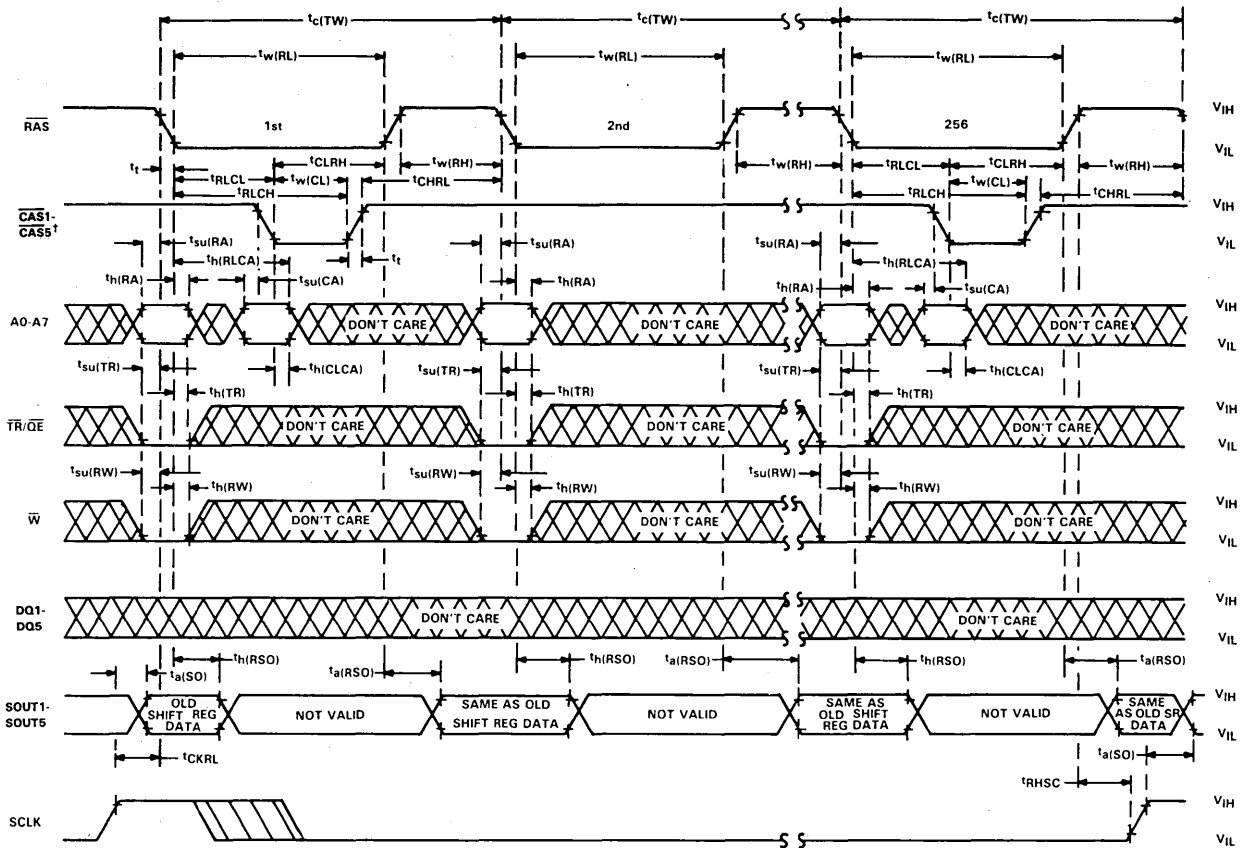 tc(TW) tc(TW) tc(TW)
tw(RL) tw(RL) tw(RL)
RAS 1st 2nd 256 VIH
VIL
tt tCLRH tw(RH) tw(RH) tRLCL tCLRH tw(RH)
tRLCL tw(CL) tCHRL tw(CL)
tRLCH tRLCH tCHRL
CAS1-
CAS5† VIH
VIL
tsu(RA) tsu(RA) tsu(RA)
th(RLCA) tt th(RLCA)
th(RA) tsu(CA) th(RA) th(RA) tsu(CA)
A0-A7 DON'T CARE DON'T CARE DON'T CARE VIH
VIL
tsu(TR) th(CLCA) tsu(TR) tsu(TR) th(CLCA)
th(TR) th(TR) th(TR)
TR/QE DON'T CARE DON'T CARE DON'T CARE VIH
VIL
tsu(RW) tsu(RW) tsu(RW)
th(RW) th(RW) th(RW)
W DON'T CARE DON'T CARE DON'T CARE VIH
VIL
DQ1-
DQ5 DON'T CARE DON'T CARE VIH
VIL
th(RSO) ta(RSO) th(RSO) ta(RSO) th(RSO) ta(RSO)
ta(SO)
SOUT1-
SOUT5 VIH
VIL
OLD
SHIFT REG
DATA
NOT VALID
SAME AS OLD
SHIFT REG DATA
NOT VALID
SAME AS
OLD SHIFT
REG DATA
NOT VALID
SAME
AS OLD SR
DATA
tCKRL ta(SO)
tRHSC
SCLK VIH
VIL